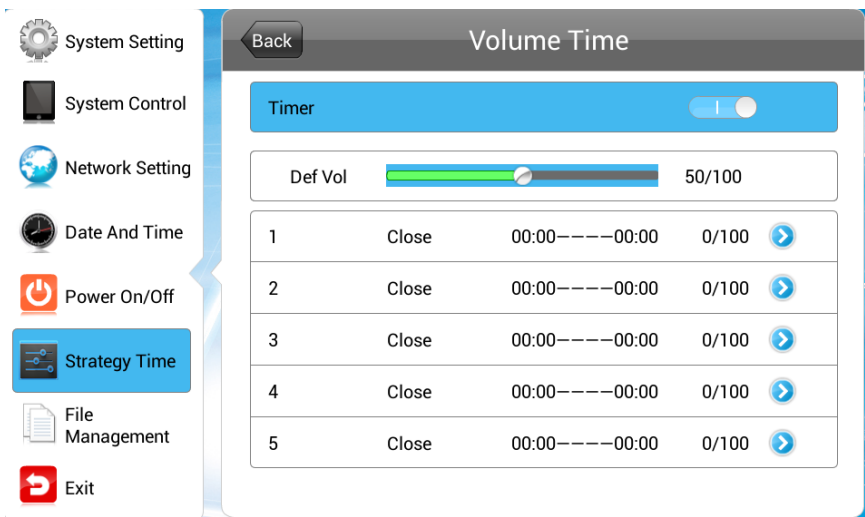 System Setting
System Control
Network Setting
Date And Time
Power On/Off
Strategy Time
File
Management
Exit
Back
Volume Time
Timer
Def Vol 50/100
1 Close 00:00————00:00 0/100
2 Close 00:00————00:00 0/100
3 Close 00:00————00:00 0/100
4 Close 00:00————00:00 0/100
5 Close 00:00————00:00 0/100